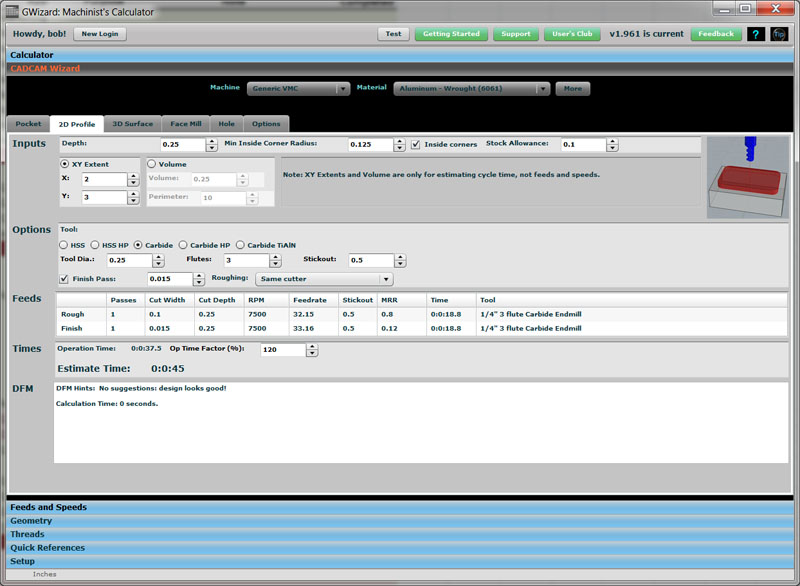 GWizard: Machinist's Calculator
Howdy, bob! New Login Test Getting Started Support User's Club v1.961 is current Feedback ? Tip
Calculator
CADCAM Wizard
Machine Generic VMC Material Aluminum - Wrought (6061) More
Pocket 2D Profile 3D Surface Face Mill Hole Options
Inputs Depth: 0.25 Min Inside Corner Radius: 0.125 Inside corners Stock Allowance: 0.1
XY Extent Volume
X: 2 Volume: 0.25 Note: XY Extents and Volume are only for estimating cycle time, not feeds and speeds.
Y: 3 Perimeter: 10
Options Tool:
HSS HSS HP Carbide Carbide HP Carbide TiAlN
Tool Dia.: 0.25 Flutes: 3 Stickout: 0.5
Finish Pass: 0.015 Roughing: Same cutter
Feeds Passes Cut Width Cut Depth RPM Feedrate Stickout MRR Time Tool
Rough 1 0.1 0.25 7500 32.15 0.5 0.8 0:0:18.8 1/4" 3 flute Carbide Endmill
Finish 1 0.015 0.25 7500 33.16 0.5 0.12 0:0:18.8 1/4" 3 flute Carbide Endmill
Times Operation Time: 0:0:37.5 Op Time Factor (%): 120
Estimate Time: 0:0:45
DFM DFM Hints: No suggestions: design looks good!
Calculation Time: 0 seconds.
Feeds and Speeds
Geometry
Threads
Quick References
Setup
Inches